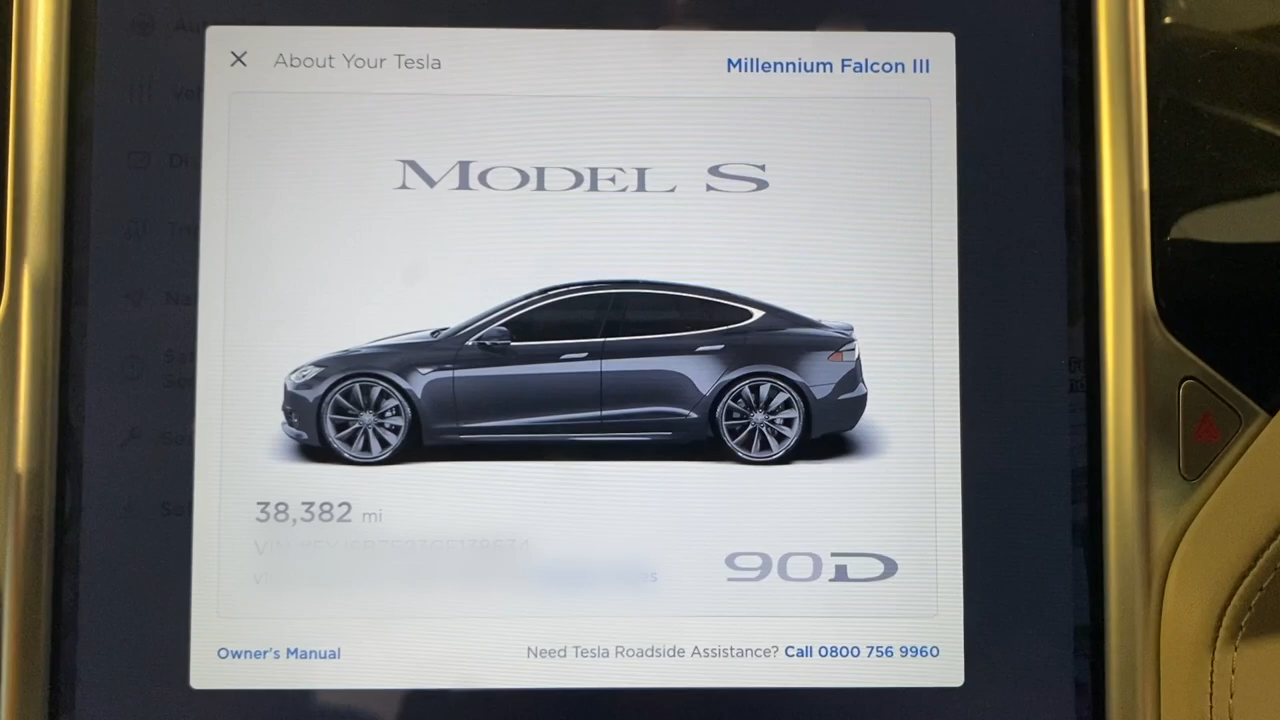 About Your Tesla
Millennium Falcon III
MODEL S
38,382 mi
90D
Owner's Manual
Need Tesla Roadside Assistance? Call 0800 756 9960